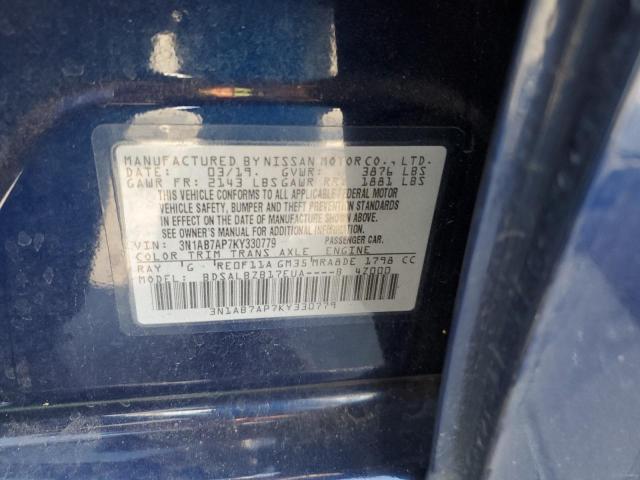 MANUFACTURED BY NISSAN MOTOR CO., LTD.
DATE: 03/19. GVWR: 3876 LBS
GAWR FR: 2143 LBS GAWR RR: 1881 LBS
THIS VEHICLE CONFORMS TO ALL APPLICABLE FEDERAL MOTOR
VEHICLE SAFETY, BUMPER AND THEFT PREVENTION STANDARDS
IN EFFECT ON THE DATE OF MANUFACTURE SHOWN ABOVE.
SEE OWNER'S MANUAL FOR ADDITIONAL INFORMATION
VIN: 3N1AB7AP7KY330779 PASSENGER CAR
COLOR TRIM TRANS AXLE ENGINE
RAY G RE0F11A GM35 MRA8DE 1798 CC
MODEL: BDSALBZB17EUA----B 47000
3N1AB7AP7KY330779